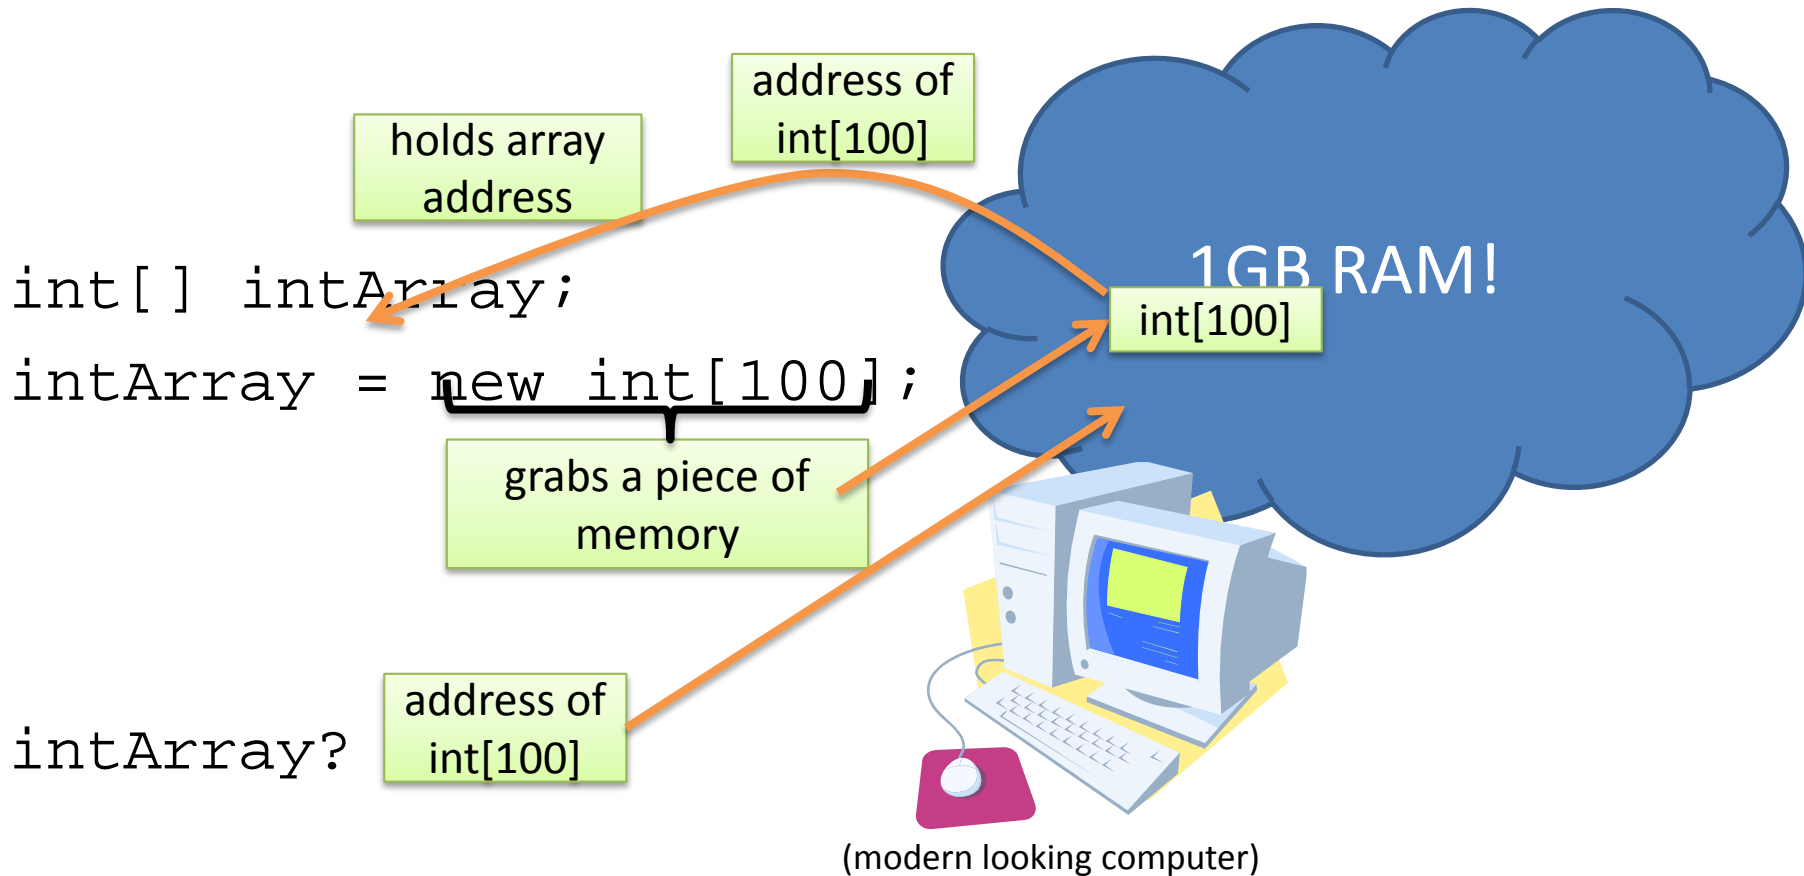 address of
int[100]
holds array
address
1GB RAM!
int[] intArray;
int[100]
intArray = new int[100];
grabs a piece of
memory
address of
int[100]
intArray?
(modern looking computer)